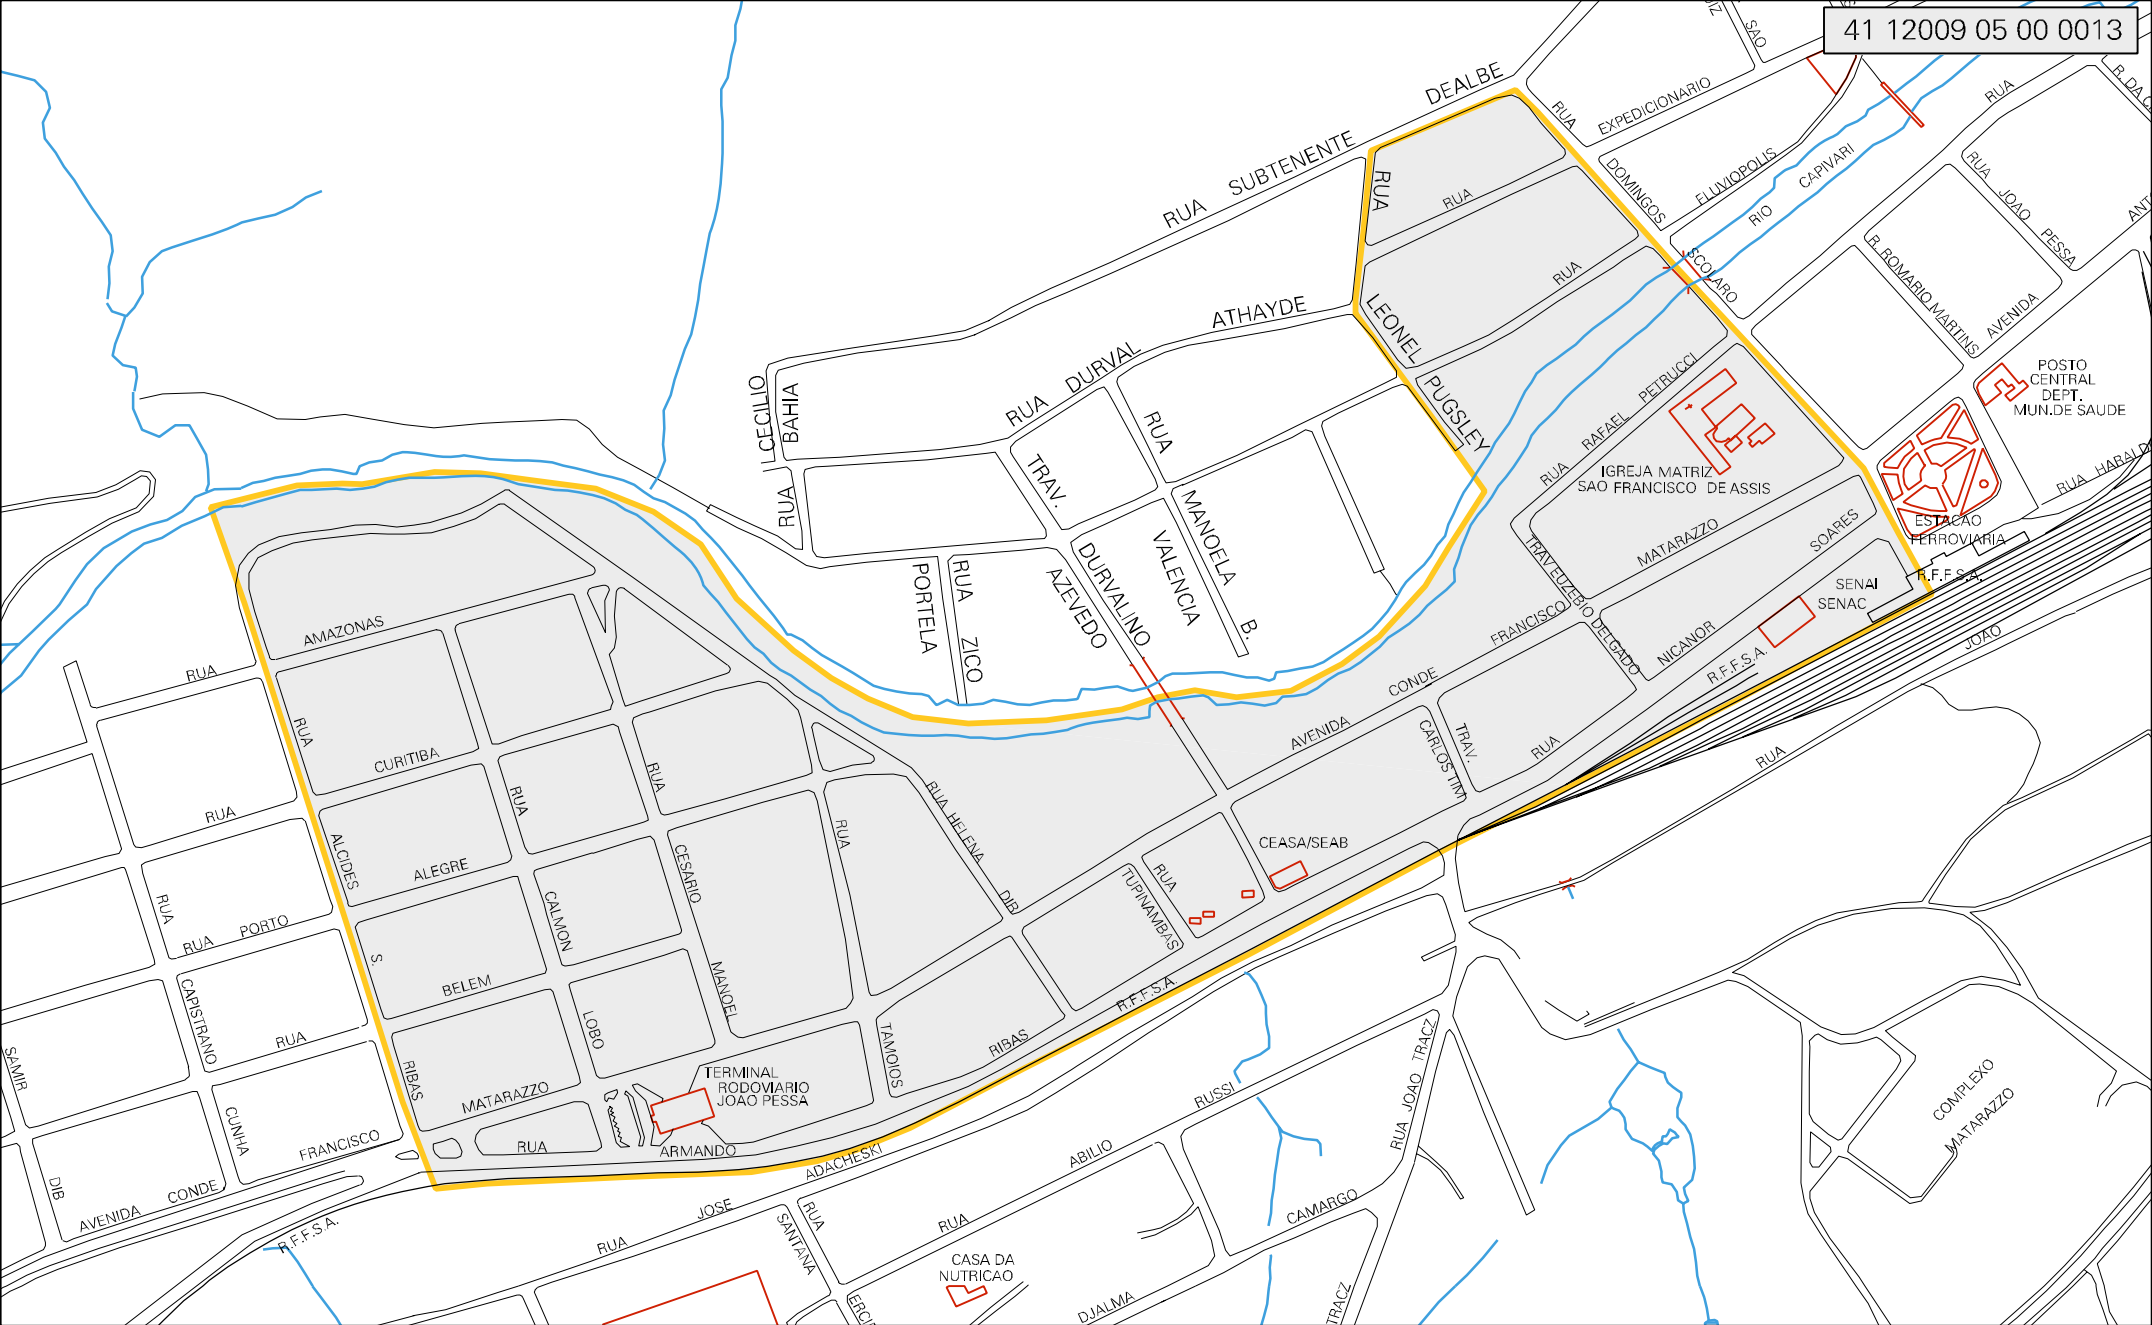 41 12009 05 00 0013
SAO
RUA
DEALBE
SUBTENENTE
RUA
RUA
EXPEDICIONARIO
DOMINGOS
SCOLARO
FLUVIOPOLIS
RIO
CAPIVARI
RUA
R. DA C
RUA
JOAO
PESSA
ANT
R. ROMARIO MARTINS
AVENIDA
POSTO
CENTRAL
DEPT.
MUN.DE SAUDE
RUA HARALD
RUA
LEONEL
PUGSLEY
RUA
RUA
RUA
RAFAEL
PETRUCCI
IGREJA MATRIZ
SAO FRANCISCO DE ASSIS
ESTACAO
FERROVIARIA
R.F.F.S.A.
SENAI
SENAC
RUA
DURVAL
ATHAYDE
CECILIO
BAHIA
RUA
TRAV.
DURVALINO
AZEVEDO
RUA
MANOELA
B.
VALENCIA
RUA
ZICO
PORTELA
TRAV EUZEBIO
DELGADO
AVENIDA
CONDE
FRANCISCO
MATARAZZO
RUA
NICANOR
SOARES
R.F.F.S.A.
JOAO
RUA
TRAV.
CARLOS TIM
CEASA/SEAB
RUA
TUPINAMBAS
RUA HELENA
DIB
RUA
AMAZONAS
RUA
CURITIBA
RUA
PORTO
ALEGRE
RUA
BELEM
RUA
ALCIDES
S.
RIBAS
RUA
CALMON
LOBO
RUA
CESARIO
MANOEL
RUA
TAMOIOS
RUA
CAPISTRANO
CUNHA
SAMIR
DIB
AVENIDA
CONDE
FRANCISCO
MATARAZZO
TERMINAL
RODOVIARIO
JOAO PESSA
RUA
ARMANDO
RIBAS
R.F.F.S.A.
R.F.F.S.A.
RUA
JOSE
ADACHESKI
RUA
SANTANA
RUA
ABILIO
RUSSI
RUA JOAO TRACZ
TRACZ
DJALMA
CAMARGO
CASA DA
NUTRICAO
COMPLEXO
MATARAZZO